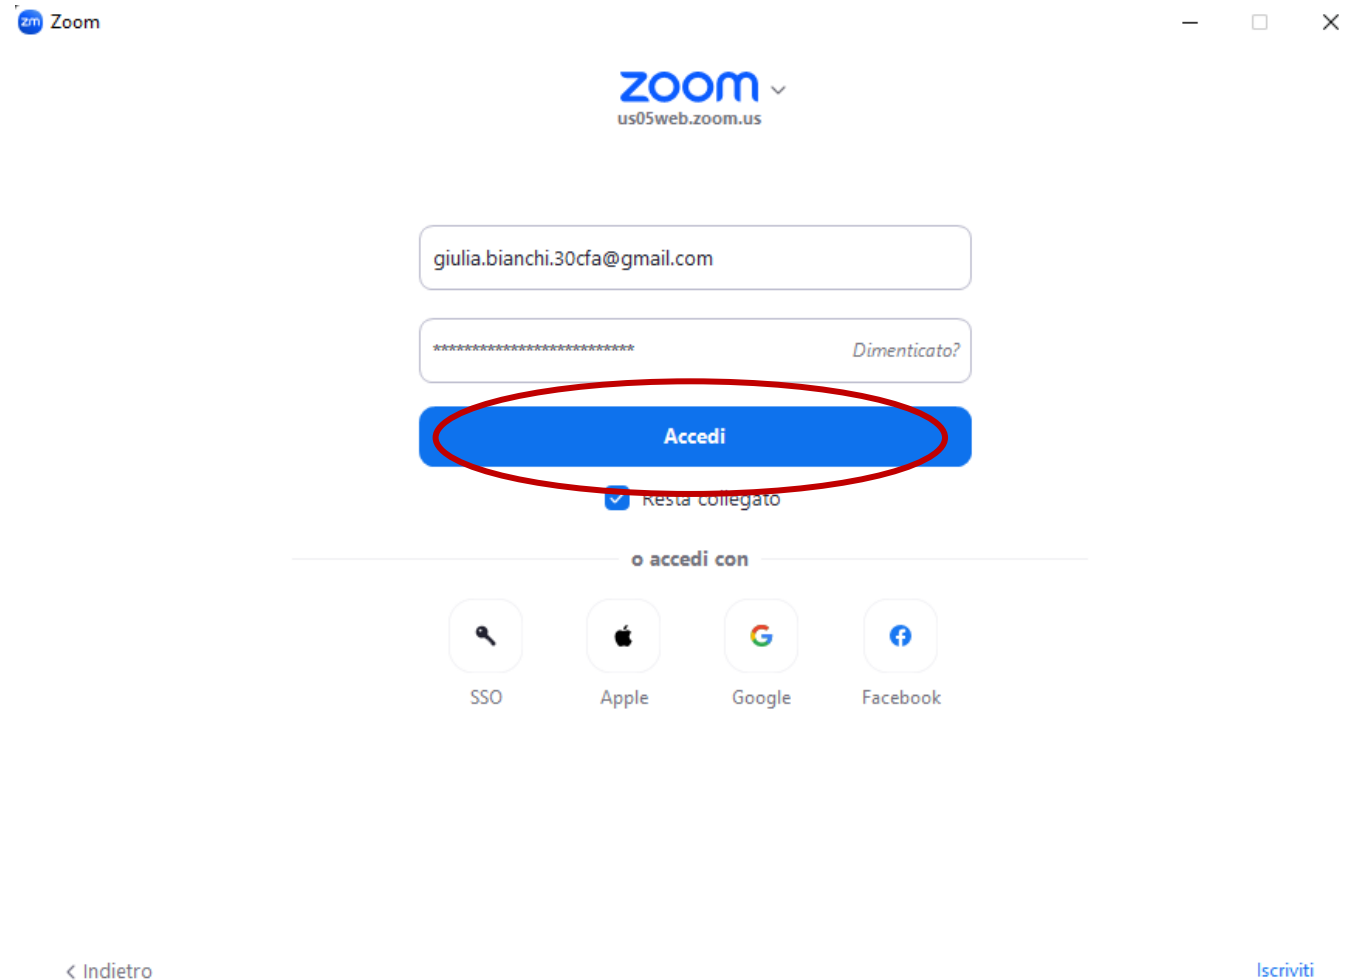 zm Zoom
zoom
us05web.zoom.us
giulia.bianchi.30cfa@gmail.com
************************** Dimenticato?
Accedi
Resta collegato
o accedi con
SSO Apple Google Facebook
< Indietro Iscriviti